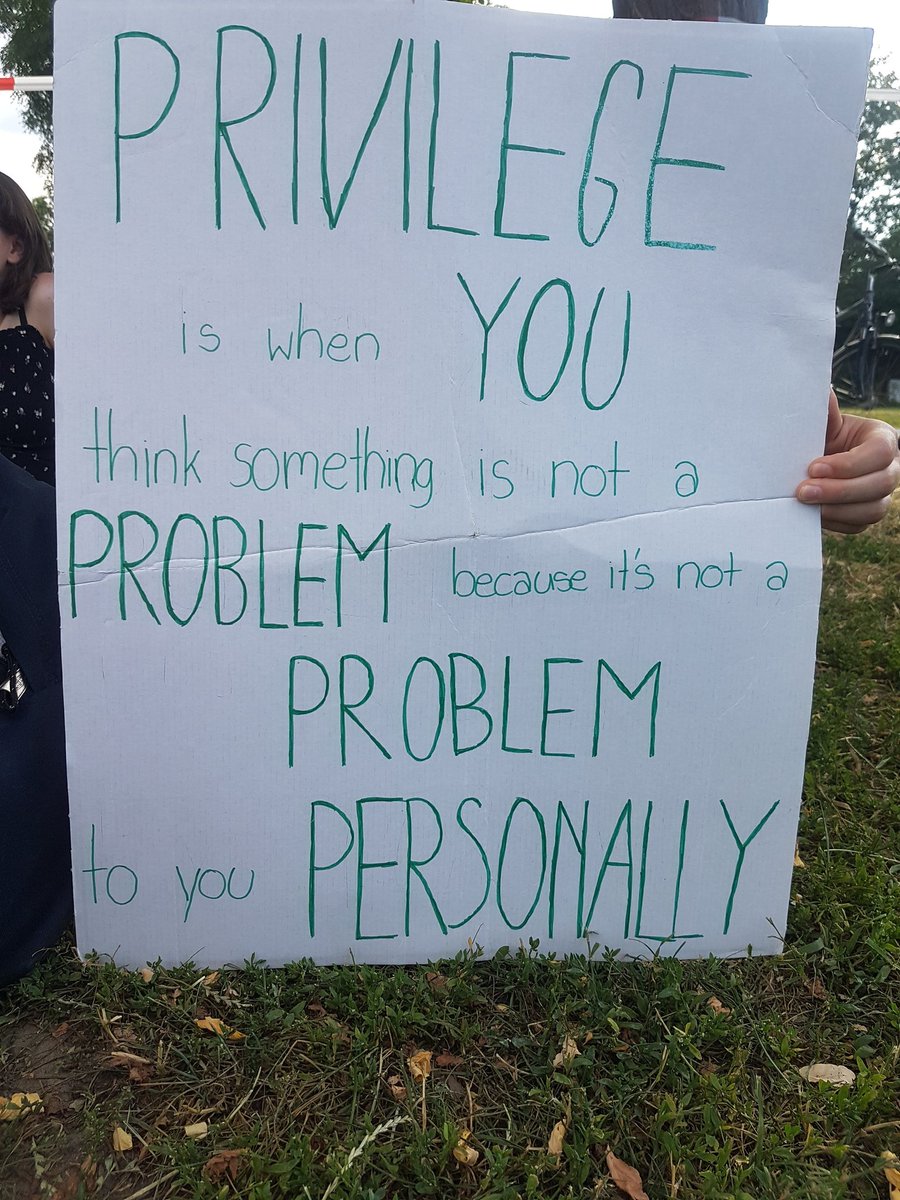 PRIVILEGE
is when YOU
think something is not a
PROBLEM because it's not a
PROBLEM
to you PERSONALLY